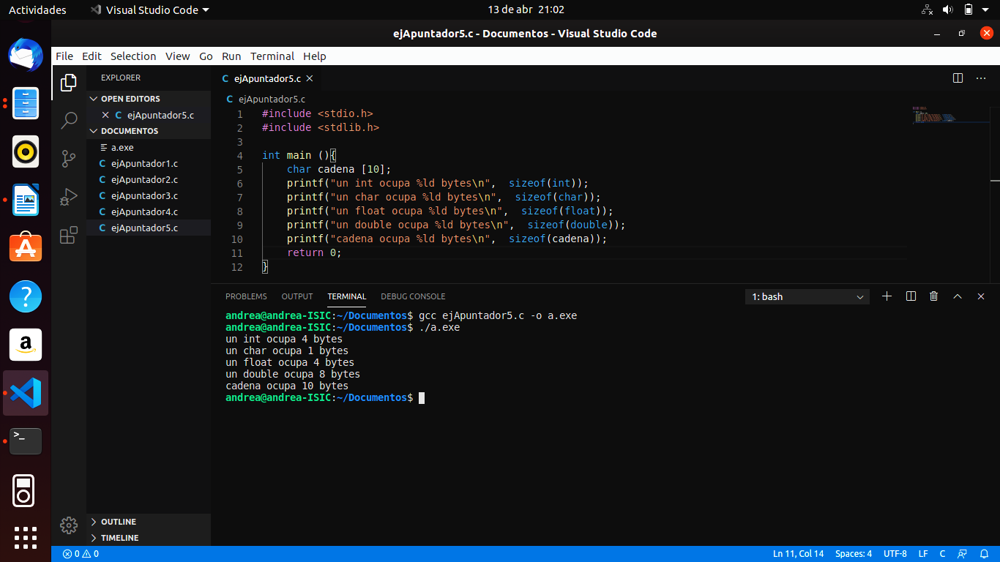 Actividades Visual Studio Code 13 de abr 21:02
ejApuntador5.c - Documentos - Visual Studio Code
File Edit Selection View Go Run Terminal Help
EXPLORER
OPEN EDITORS
ejApuntador5.c
DOCUMENTOS
a.exe
C ejApuntador1.c
C ejApuntador2.c
C ejApuntador3.c
C ejApuntador4.c
C ejApuntador5.c
OUTLINE
TIMELINE
C ejApuntador5.c
C ejApuntador5.c
1 #include <stdio.h>
2 #include <stdlib.h>
3
4 int main (){
5 char cadena [10];
6 printf("un int ocupa %ld bytes\n", sizeof(int));
7 printf("un char ocupa %ld bytes\n", sizeof(char));
8 printf("un float ocupa %ld bytes\n", sizeof(float));
9 printf("un double ocupa %ld bytes\n", sizeof(double));
10 printf("cadena ocupa %ld bytes\n", sizeof(cadena));
11 return 0;
12 }
PROBLEMS OUTPUT TERMINAL DEBUG CONSOLE 1: bash
andrea@andrea-ISIC:~/Documentos$ gcc ejApuntador5.c -o a.exe
andrea@andrea-ISIC:~/Documentos$ ./a.exe
un int ocupa 4 bytes
un char ocupa 1 bytes
un float ocupa 4 bytes
un double ocupa 8 bytes
cadena ocupa 10 bytes
andrea@andrea-ISIC:~/Documentos$
0 0 Ln 11, Col 14 Spaces: 4 UTF-8 LF C